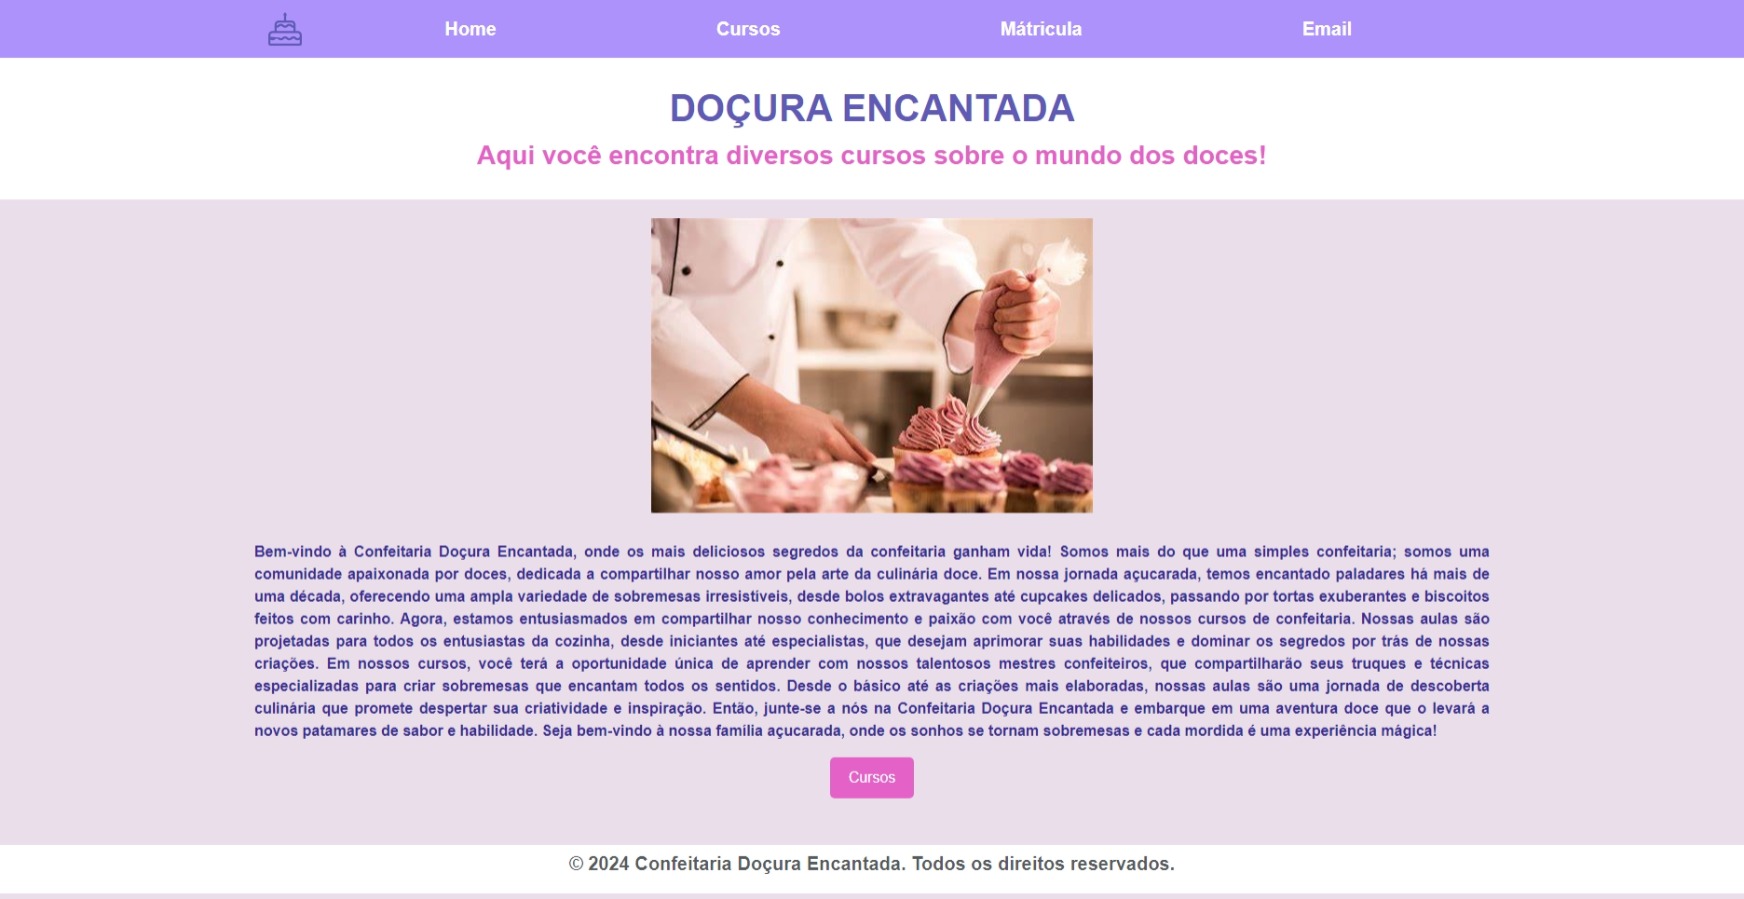 Home Cursos Mátricula Email
DOÇURA ENCANTADA
Aqui você encontra diversos cursos sobre o mundo dos doces!
Bem-vindo à Confeitaria Doçura Encantada, onde os mais deliciosos segredos da confeitaria ganham vida! Somos mais do que uma simples confeitaria; somos uma
comunidade apaixonada por doces, dedicada a compartilhar nosso amor pela arte da culinária doce. Em nossa jornada açucarada, temos encantado paladares há mais de
uma década, oferecendo uma ampla variedade de sobremesas irresistíveis, desde bolos extravagantes até cupcakes delicados, passando por tortas exuberantes e biscoitos
feitos com carinho. Agora, estamos entusiasmados em compartilhar nosso conhecimento e paixão com você através de nossos cursos de confeitaria. Nossas aulas são
projetadas para todos os entusiastas da cozinha, desde iniciantes até especialistas, que desejam aprimorar suas habilidades e dominar os segredos por trás de nossas
criações. Em nossos cursos, você terá a oportunidade única de aprender com nossos talentosos mestres confeiteiros, que compartilharão seus truques e técnicas
especializadas para criar sobremesas que encantam todos os sentidos. Desde o básico até as criações mais elaboradas, nossas aulas são uma jornada de descoberta
culinária que promete despertar sua criatividade e inspiração. Então, junte-se a nós na Confeitaria Doçura Encantada e embarque em uma aventura doce que o levará a
novos patamares de sabor e habilidade. Seja bem-vindo à nossa família açucarada, onde os sonhos se tornam sobremesas e cada mordida é uma experiência mágica!
Cursos
© 2024 Confeitaria Doçura Encantada. Todos os direitos reservados.